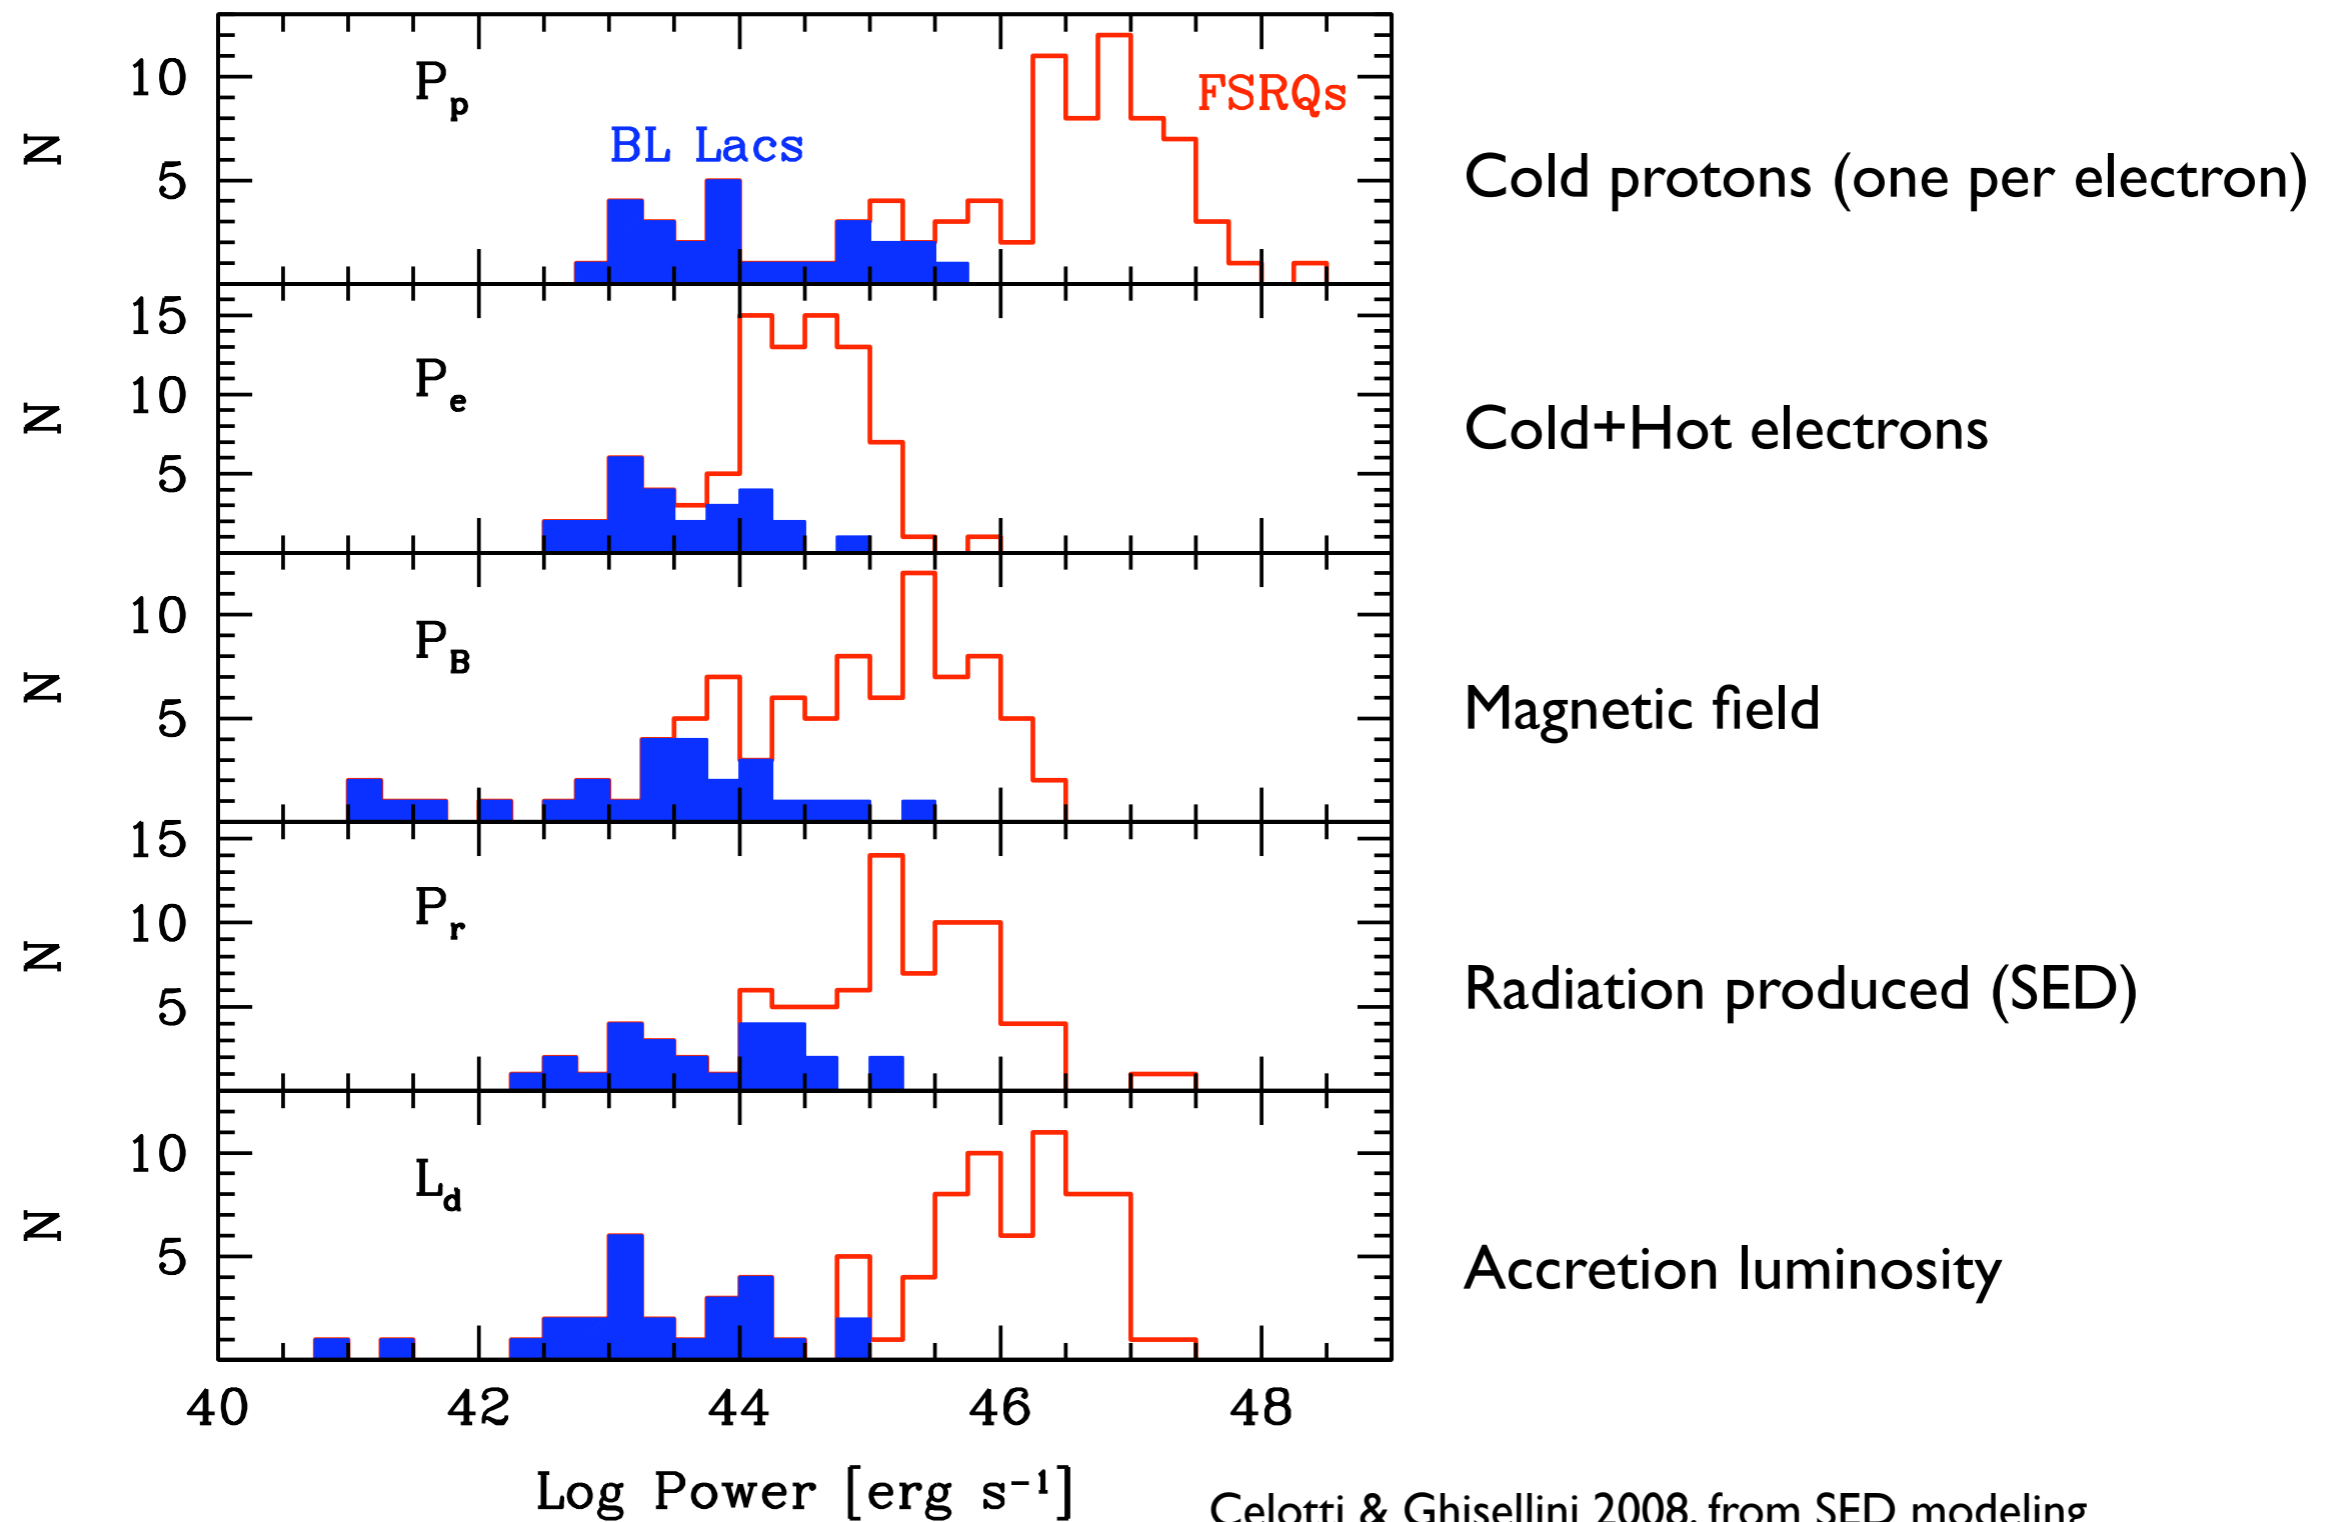 10
5
N
P_p
BL Lacs
FSRQs
Cold protons (one per electron)
15
10
5
N
P_e
Cold+Hot electrons
10
5
N
P_B
Magnetic field
15
10
5
N
P_r
Radiation produced (SED)
10
5
N
L_d
Accretion luminosity
40 42 44 46 48
Log Power [erg s⁻¹]
Celotti & Ghisellini 2008, from SED modeling